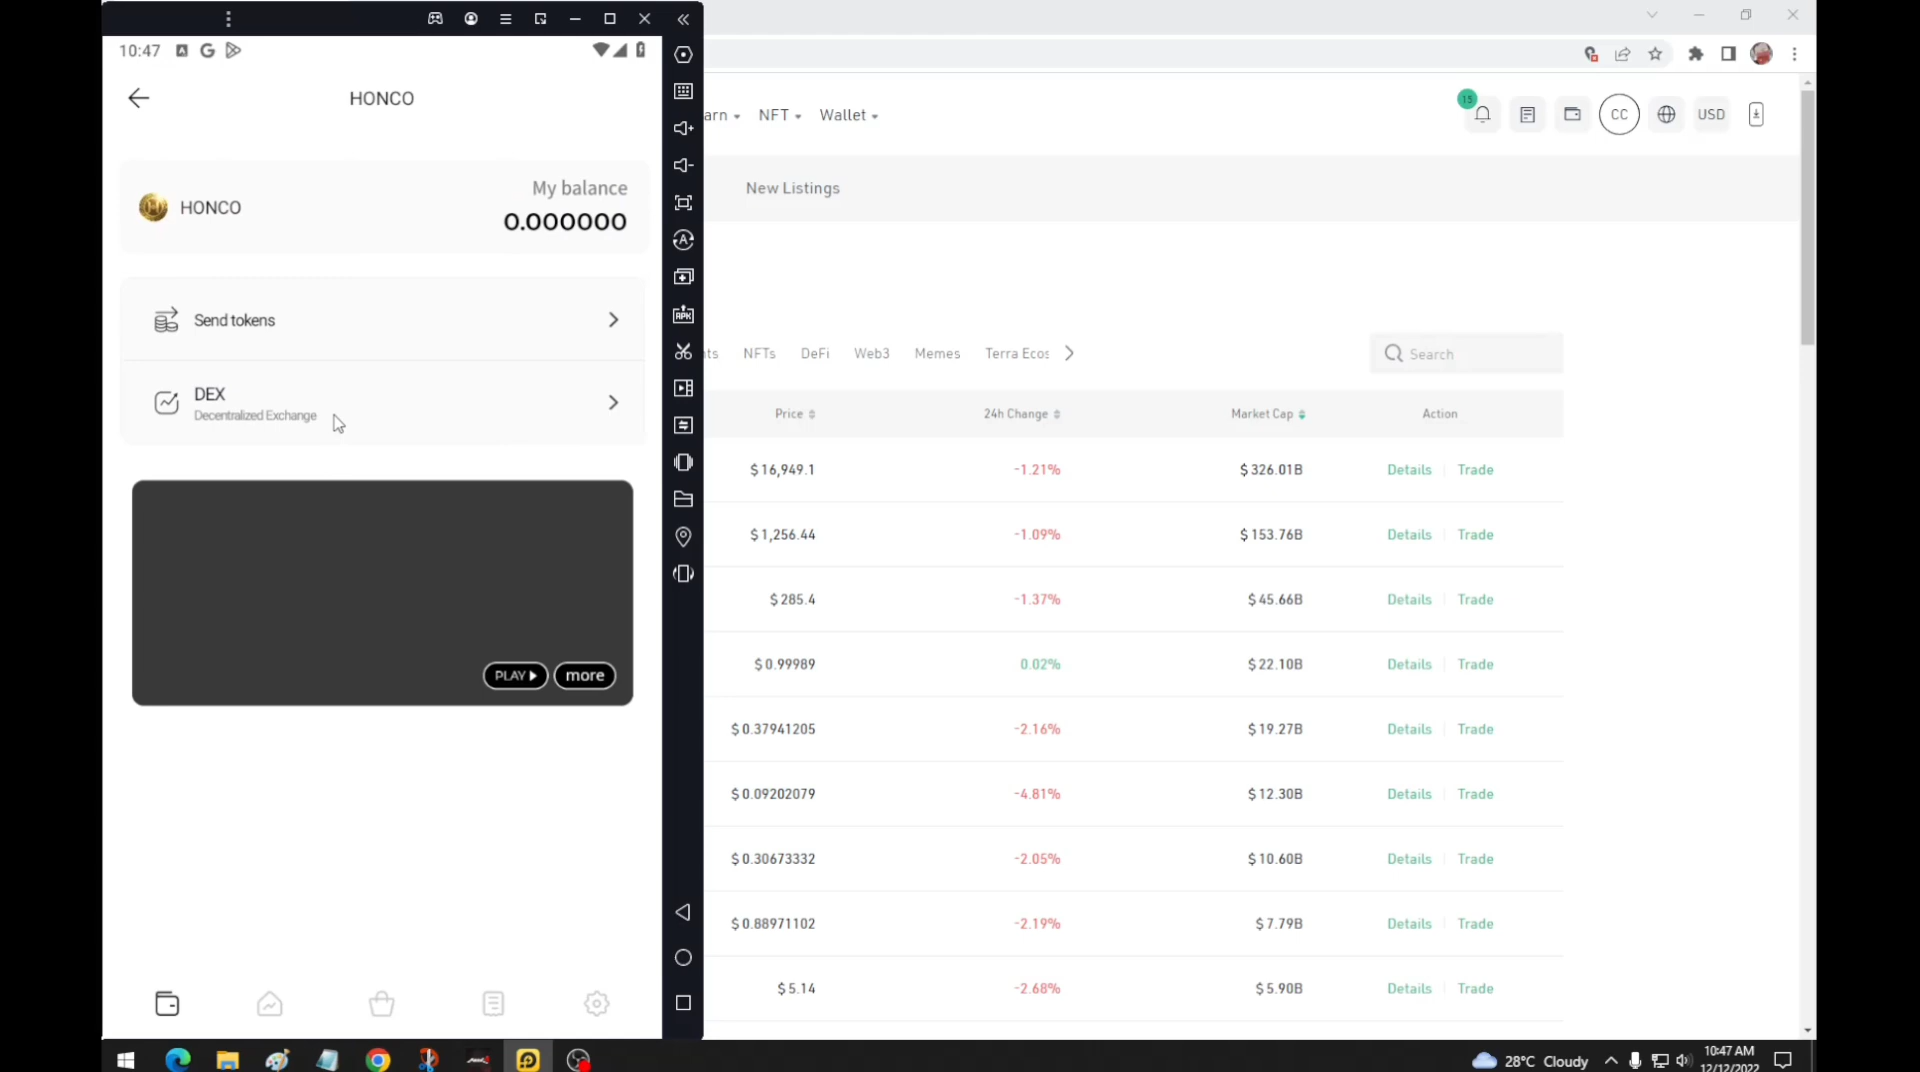 10:47
HONCO
HONCO
My balance
0.000000
Send tokens
DEX
Decentralized Exchange
PLAY
more
APK
arn
NFT
Wallet
15
CC
USD
New Listings
nts
NFTs
DeFi
Web3
Memes
Terra Ecos
Search
Price
24h Change
Market Cap
Action
$ 16,949.1 -1.21% $ 326.01B Details Trade
$ 1,256.44 -1.09% $ 153.76B Details Trade
$ 285.4 -1.37% $ 45.66B Details Trade
$ 0.99989 0.02% $ 22.10B Details Trade
$ 0.37941205 -2.16% $ 19.27B Details Trade
$ 0.09202079 -4.81% $ 12.30B Details Trade
$ 0.30673332 -2.05% $ 10.60B Details Trade
$ 0.88971102 -2.19% $ 7.79B Details Trade
$ 5.14 -2.68% $ 5.90B Details Trade
28°C Cloudy
10:47 AM
12/12/2022